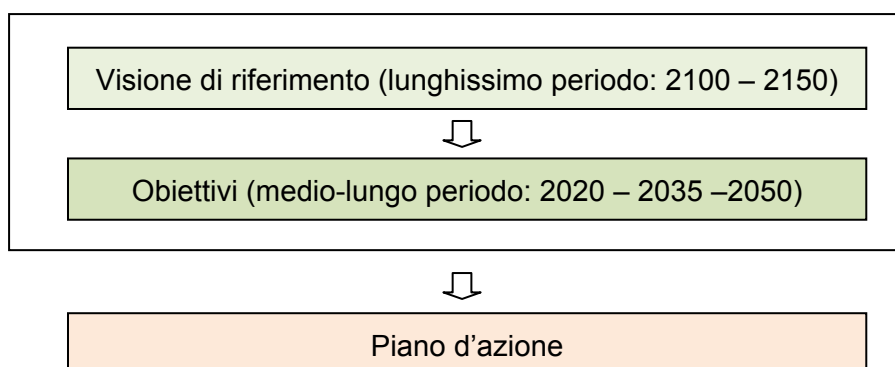 Visione di riferimento (lunghissimo periodo: 2100 – 2150)
Obiettivi (medio-lungo periodo: 2020 – 2035 –2050)
Piano d’azione